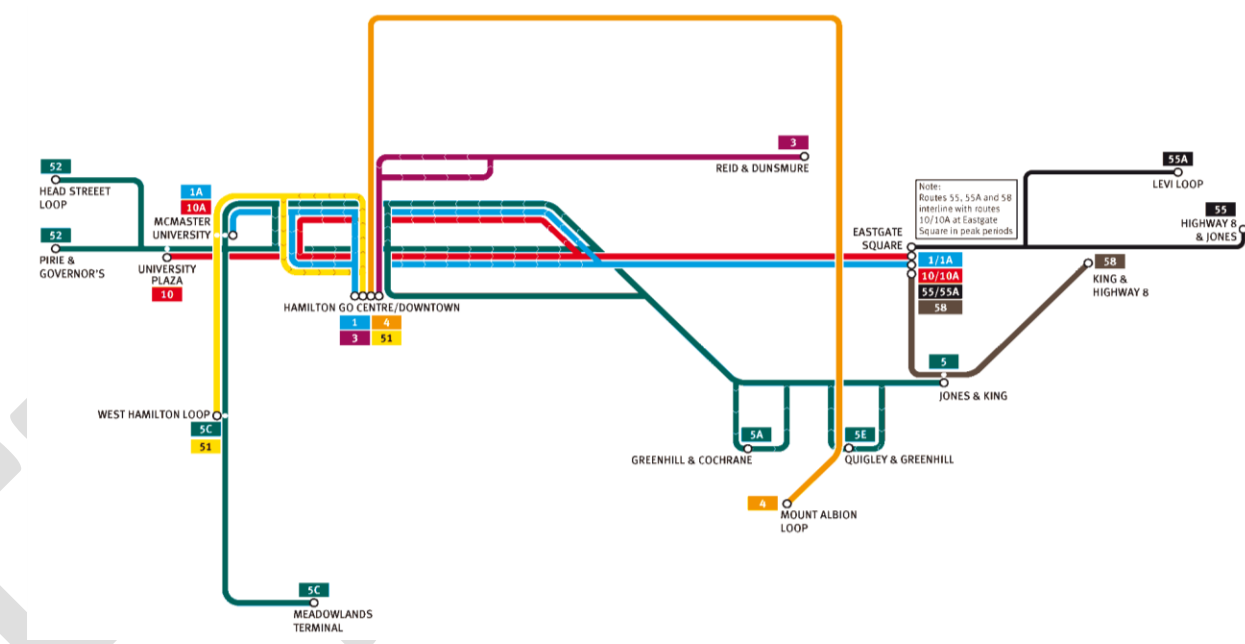 3
REID & DUNSMURE
52
HEAD STREEET
LOOP
1A
10A
MCMASTER
UNIVERSITY
55A
LEVI LOOP
Note:
Routes 55, 55A and 58
interline with routes
10/10A at Eastgate
Square in peak periods
55
HIGHWAY 8
& JONES
52
PIRIE &
GOVERNOR'S
UNIVERSITY
PLAZA
10
EASTGATE
SQUARE
1/1A
10/10A
55/55A
58
58
KING &
HIGHWAY 8
HAMILTON GO CENTRE/DOWNTOWN
1 4
3 51
5
JONES & KING
WEST HAMILTON LOOP
5C
51
5A
GREENHILL & COCHRANE
5E
QUIGLEY & GREENHILL
4
MOUNT ALBION
LOOP
5C
MEADOWLANDS
TERMINAL